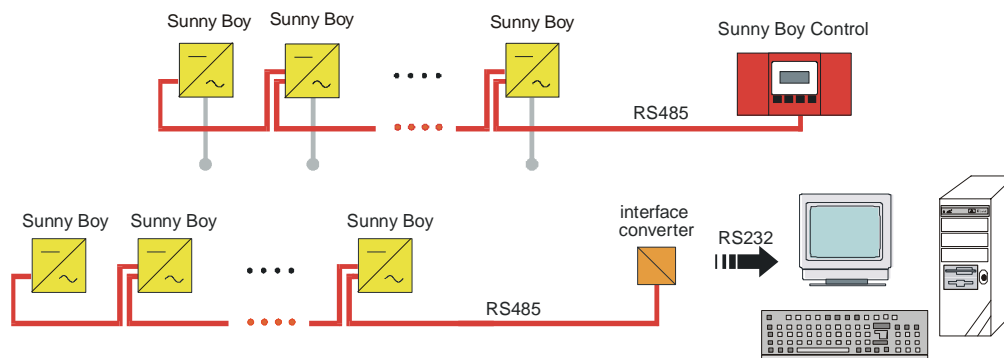 Sunny Boy
Sunny Boy
Sunny Boy
Sunny Boy Control
RS485
Sunny Boy
Sunny Boy
Sunny Boy
interface
converter
RS232
RS485